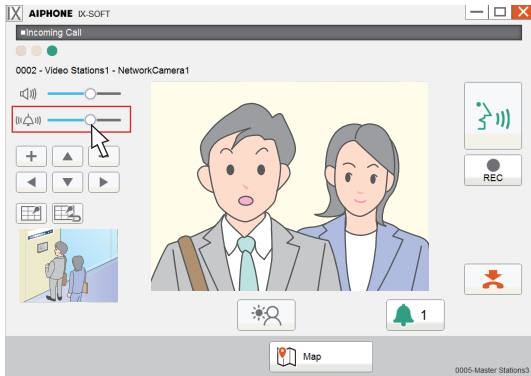 IX AIPHONE IX-SOFT
■Incoming Call
0002 - Video Stations1 - NetworkCamera1
REC
1
Map
0005-Master Stations3